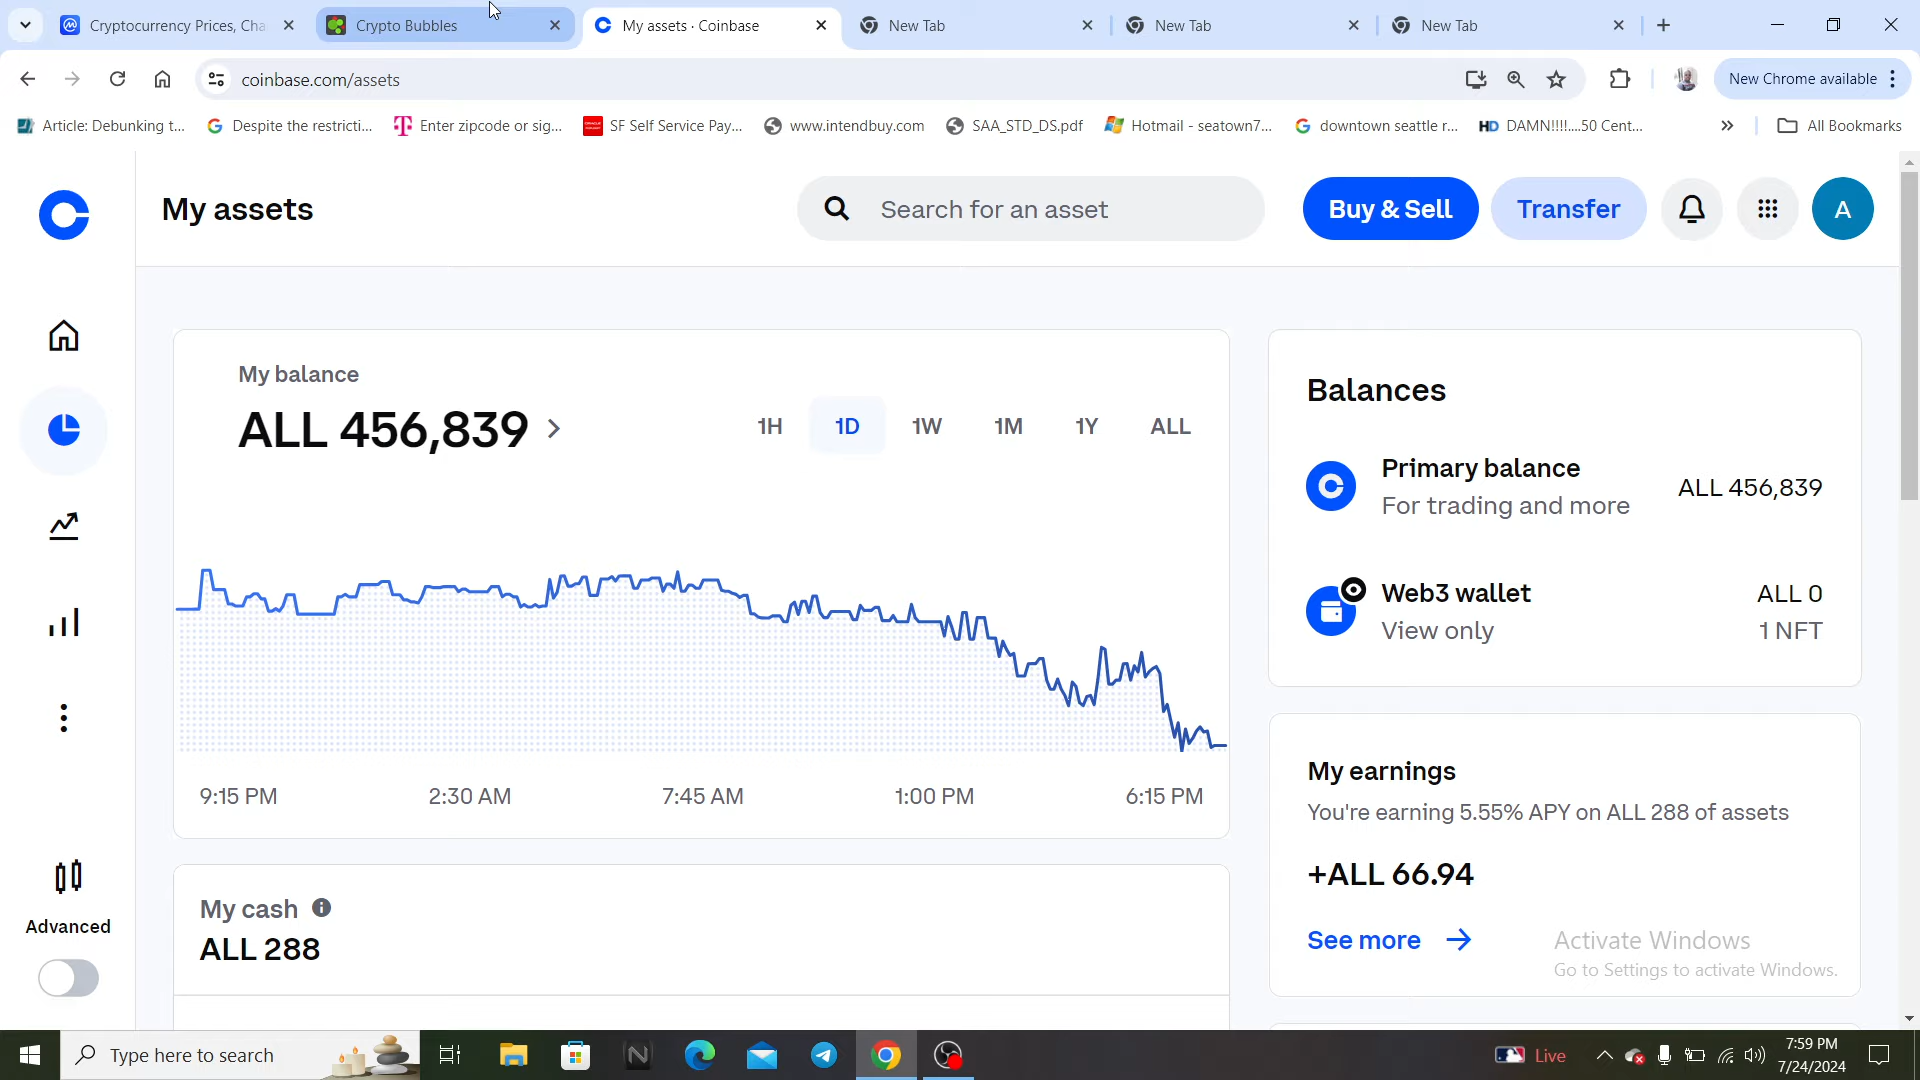 Cryptocurrency Prices, Cha
Crypto Bubbles
My assets · Coinbase
New Tab
New Tab
New Tab
coinbase.com/assets
New Chrome available
Article: Debunking t...
Despite the restricti...
Enter zipcode or sig...
SF Self Service Pay...
www.intendbuy.com
SAA_STD_DS.pdf
Hotmail - seatown7...
downtown seattle r...
HD DAMN!!!!....50 Cent...
All Bookmarks
My assets
Search for an asset
Buy & Sell
Transfer
A
My balance
ALL 456,839
1H
1D
1W
1M
1Y
ALL
9:15 PM
2:30 AM
7:45 AM
1:00 PM
6:15 PM
Balances
Primary balance
For trading and more
ALL 456,839
Web3 wallet
View only
ALL 0
1 NFT
My earnings
You're earning 5.55% APY on ALL 288 of assets
+ALL 66.94
See more
My cash
ALL 288
Advanced
Activate Windows
Go to Settings to activate Windows.
Type here to search
Live
7:59 PM
7/24/2024